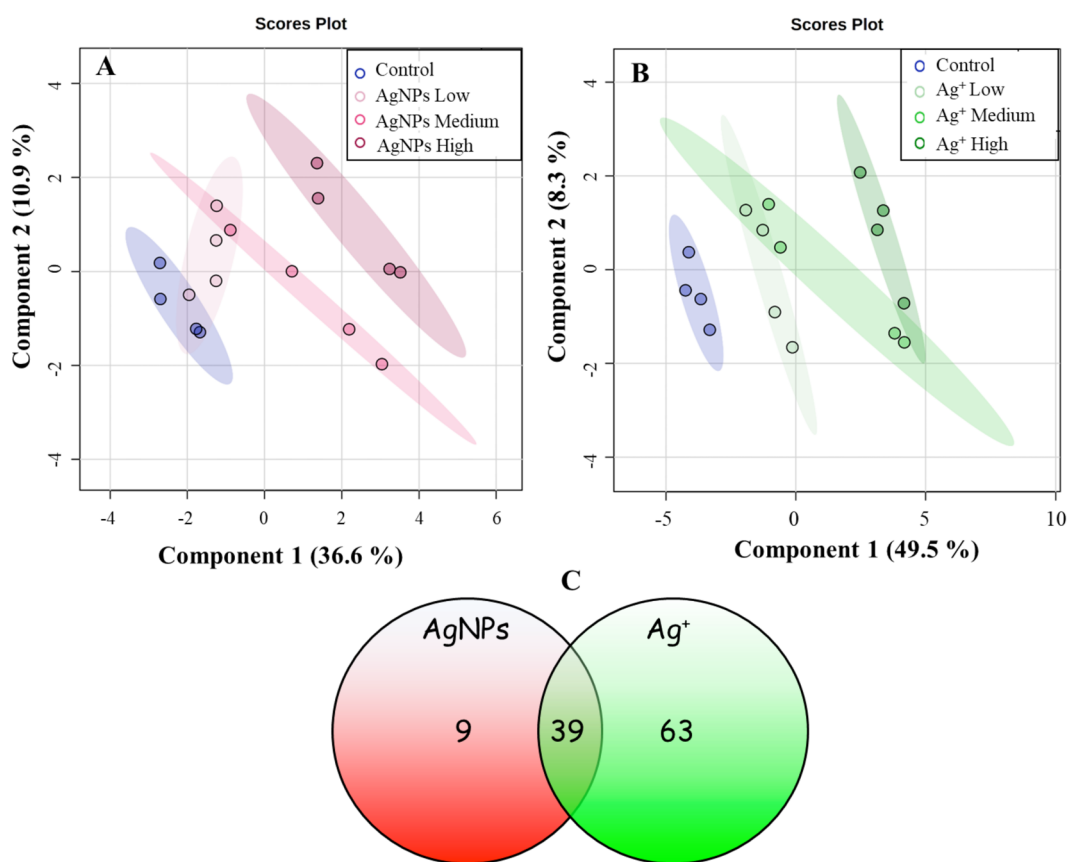 Scores Plot
A
Control
AgNPs Low
AgNPs Medium
AgNPs High
4
2
0
-2
-4
Component 2 (10.9 %)
-4
-2
0
2
4
6
Component 1 (36.6 %)
Scores Plot
B
Control
Ag⁺ Low
Ag⁺ Medium
Ag⁺ High
4
2
0
-2
-4
Component 2 (8.3 %)
-5
0
5
10
Component 1 (49.5 %)
C
AgNPs
Ag⁺
9
39
63